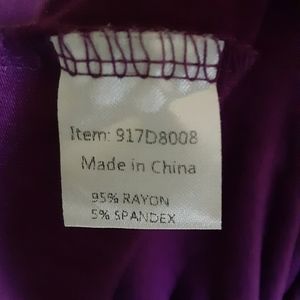 Item: 917D8008
Made in China
95% RAYON
5% SPANDEX